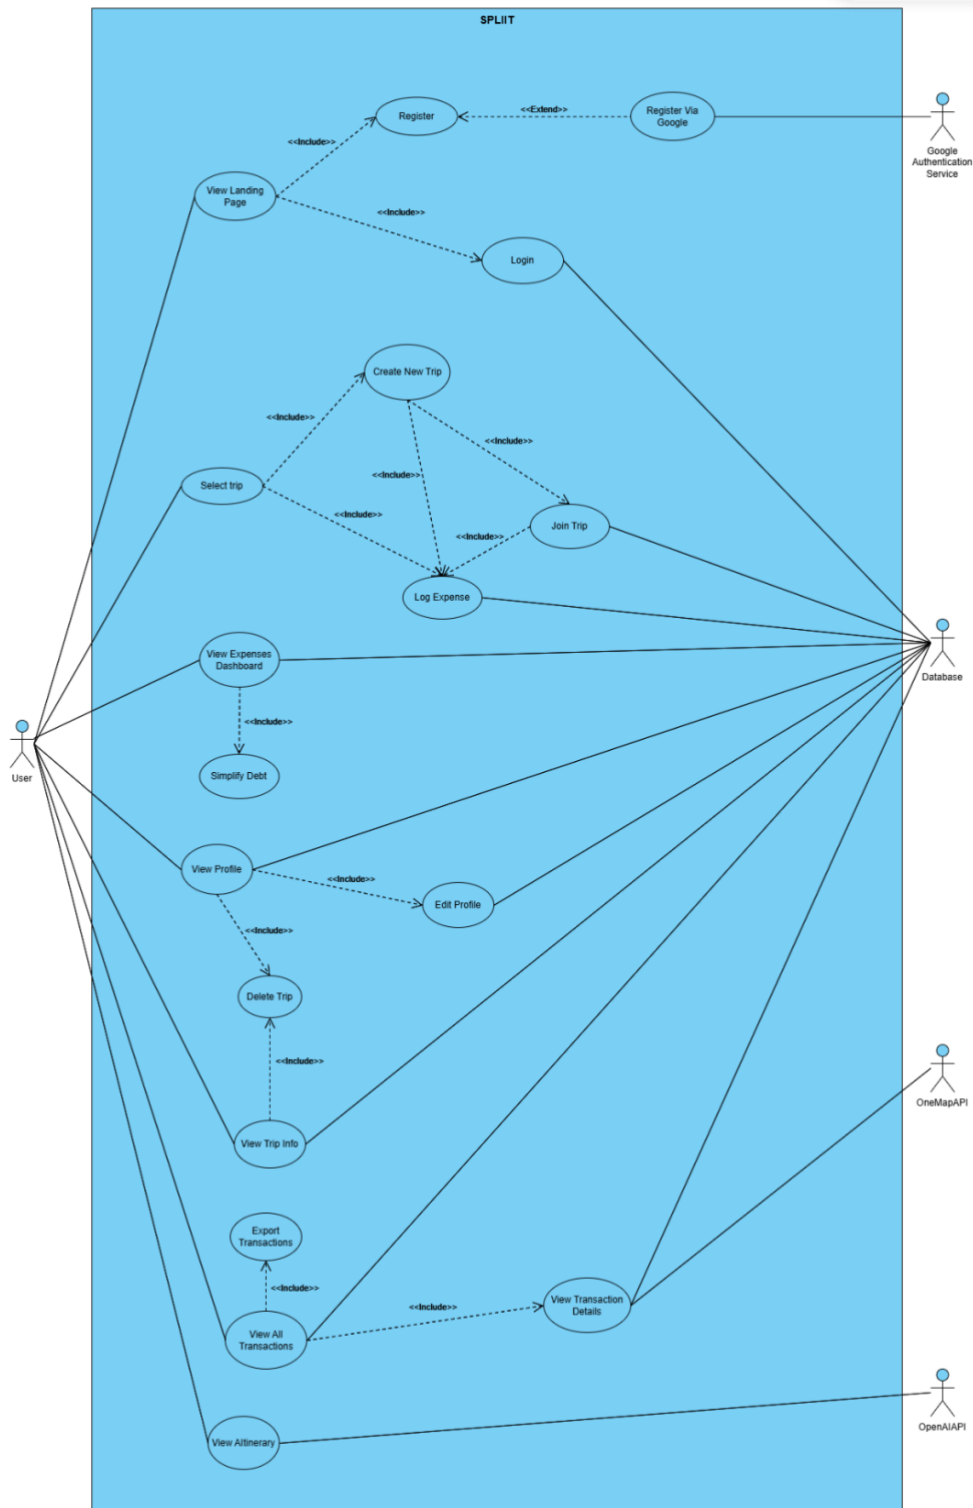 SPLIIT
Register
<<Extend>>
Register Via
Google
Google
Authentication
Service
<<Include>>
View Landing
Page
<<Include>>
Login
Create New Trip
<<Include>>
<<Include>>
<<Include>>
Select trip
<<Include>>
Join Trip
<<Include>>
Log Expense
View Expenses
Dashboard
Database
<<Include>>
User
Simplify Debt
View Profile
<<Include>>
Edit Profile
<<Include>>
Delete Trip
<<Include>>
OneMapAPI
View Trip Info
Export
Transactions
<<Include>>
View Transaction
Details
<<Include>>
View All
Transactions
OpenAIAPI
View AItinerary